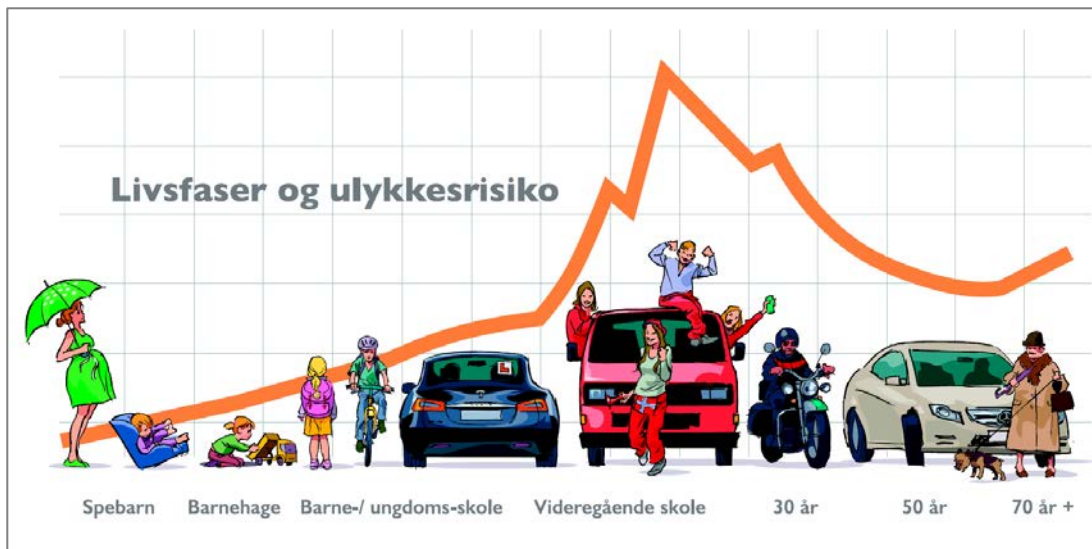 Livsfaser og ulykkesrisiko
L
Spebarn
Barnehage
Barne-/ ungdoms-skole
Videregående skole
30 år
50 år
70 år +